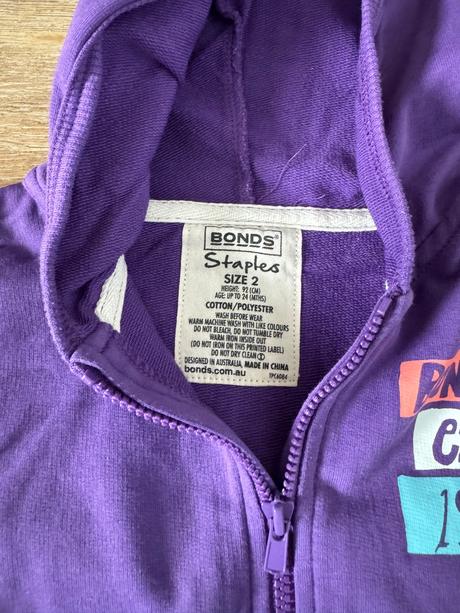 BONDS®
Staples
SIZE 2
HEIGHT: 92 (CM)
AGE: UP TO 24 (MTHS)
COTTON/POLYESTER
WASH BEFORE WEAR
WARM MACHINE WASH WITH LIKE COLOURS
DO NOT BLEACH, DO NOT TUMBLE DRY
WARM IRON INSIDE OUT
(DO NOT IRON ON THIS PRINTED LABEL)
DO NOT DRY CLEAN
DESIGNED IN AUSTRALIA, MADE IN CHINA
bonds.com.au